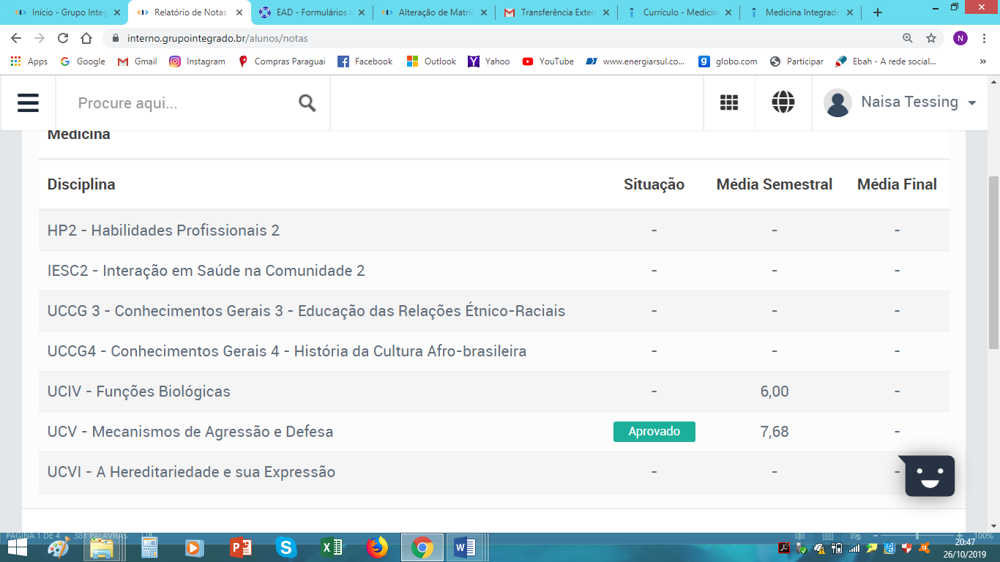 Início - Grupo Integ
Relatório de Notas
EAD - Formulários
Alteração de Matríc
Transferência Exter
Currículo - Medicin
Medicina Integrado
interno.grupointegrado.br/alunos/notas
N
Apps Google Gmail Instagram Compras Paraguai Facebook Outlook Yahoo YouTube www.energiarsul.co... globo.com Participar Ebah - A rede social... »
Procure aqui...
Naisa Tessing
Medicina
Disciplina Situação Média Semestral Média Final
HP2 - Habilidades Profissionais 2 - - -
IESC2 - Interação em Saúde na Comunidade 2 - - -
UCCG 3 - Conhecimentos Gerais 3 - Educação das Relações Étnico-Raciais - - -
UCCG4 - Conhecimentos Gerais 4 - História da Cultura Afro-brasileira - - -
UCIV - Funções Biológicas - 6,00 -
UCV - Mecanismos de Agressão e Defesa Aprovado 7,68 -
UCVI - A Hereditariedade e sua Expressão - - -
PÁGINA 1 DE 4 381 PALAVRAS
100%
20:47
26/10/2019